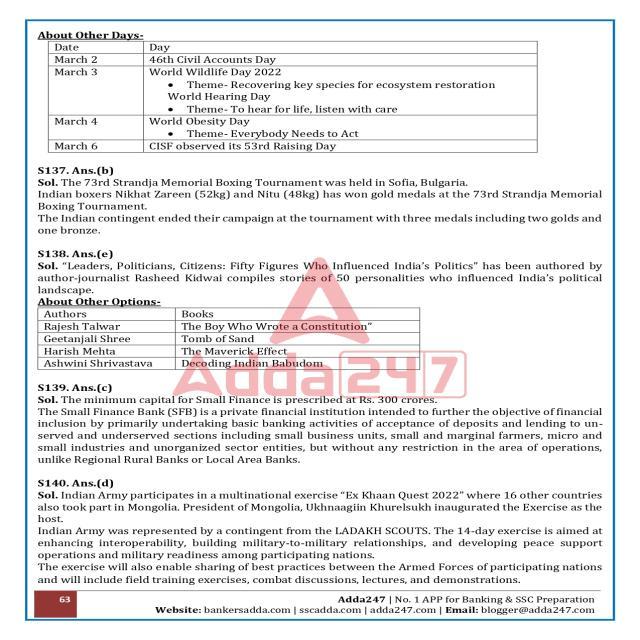 About Other Days-
Date Day
March 2 46th Civil Accounts Day
March 3 World Wildlife Day 2022
• Theme- Recovering key species for ecosystem restoration
World Hearing Day
• Theme- To hear for life, listen with care
March 4 World Obesity Day
• Theme- Everybody Needs to Act
March 6 CISF observed its 53rd Raising Day
S137. Ans.(b)
Sol. The 73rd Strandja Memorial Boxing Tournament was held in Sofia, Bulgaria.
Indian boxers Nikhat Zareen (52kg) and Nitu (48kg) has won gold medals at the 73rd Strandja Memorial
Boxing Tournament.
The Indian contingent ended their campaign at the tournament with three medals including two golds and
one bronze.
S138. Ans.(e)
Sol. “Leaders, Politicians, Citizens: Fifty Figures Who Influenced India’s Politics” has been authored by
author-journalist Rasheed Kidwai compiles stories of 50 personalities who influenced India’s political
landscape.
About Other Options-
Authors Books
Rajesh Talwar The Boy Who Wrote a Constitution”
Geetanjali Shree Tomb of Sand
Harish Mehta The Maverick Effect
Ashwini Shrivastava Decoding Indian Babudom
Adda247
S139. Ans.(c)
Sol. The minimum capital for Small Finance is prescribed at Rs. 300 crores.
The Small Finance Bank (SFB) is a private financial institution intended to further the objective of financial
inclusion by primarily undertaking basic banking activities of acceptance of deposits and lending to un-
served and underserved sections including small business units, small and marginal farmers, micro and
small industries and unorganized sector entities, but without any restriction in the area of operations,
unlike Regional Rural Banks or Local Area Banks.
S140. Ans.(d)
Sol. Indian Army participates in a multinational exercise “Ex Khaan Quest 2022” where 16 other countries
also took part in Mongolia. President of Mongolia, Ukhnaagiin Khurelsukh inaugurated the Exercise as the
host.
Indian Army was represented by a contingent from the LADAKH SCOUTS. The 14-day exercise is aimed at
enhancing interoperability, building military-to-military relationships, and developing peace support
operations and military readiness among participating nations.
The exercise will also enable sharing of best practices between the Armed Forces of participating nations
and will include field training exercises, combat discussions, lectures, and demonstrations.
63 Adda247 | No. 1 APP for Banking & SSC Preparation
Website: bankersadda.com | sscadda.com | adda247.com | Email: blogger@adda247.com